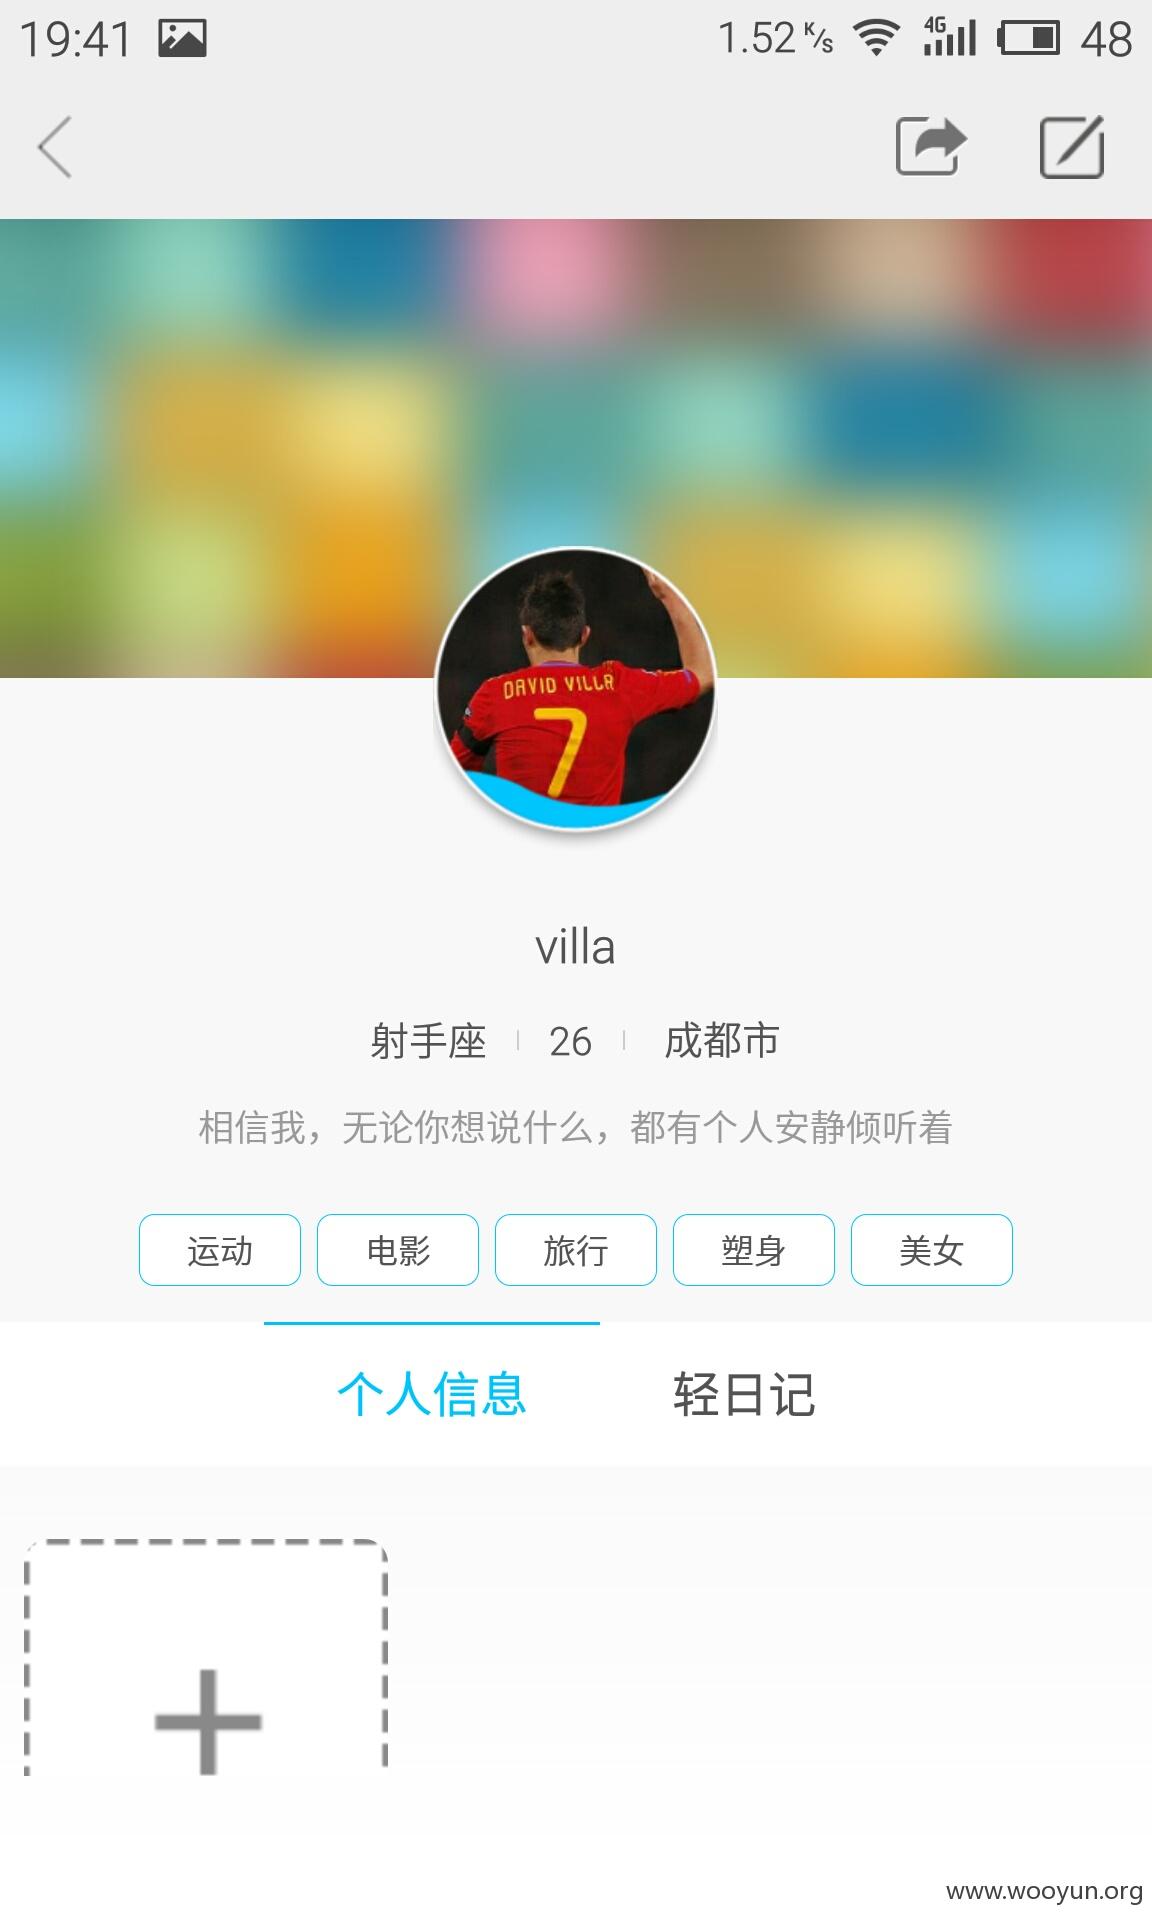 19:41 1.52 K/s 4G 48
DAVID VILLA
7
villa
射手座 26 成都市
相信我，无论你想说什么，都有个人安静倾听着
运动 电影 旅行 塑身 美女
个人信息 轻日记
www.wooyun.org